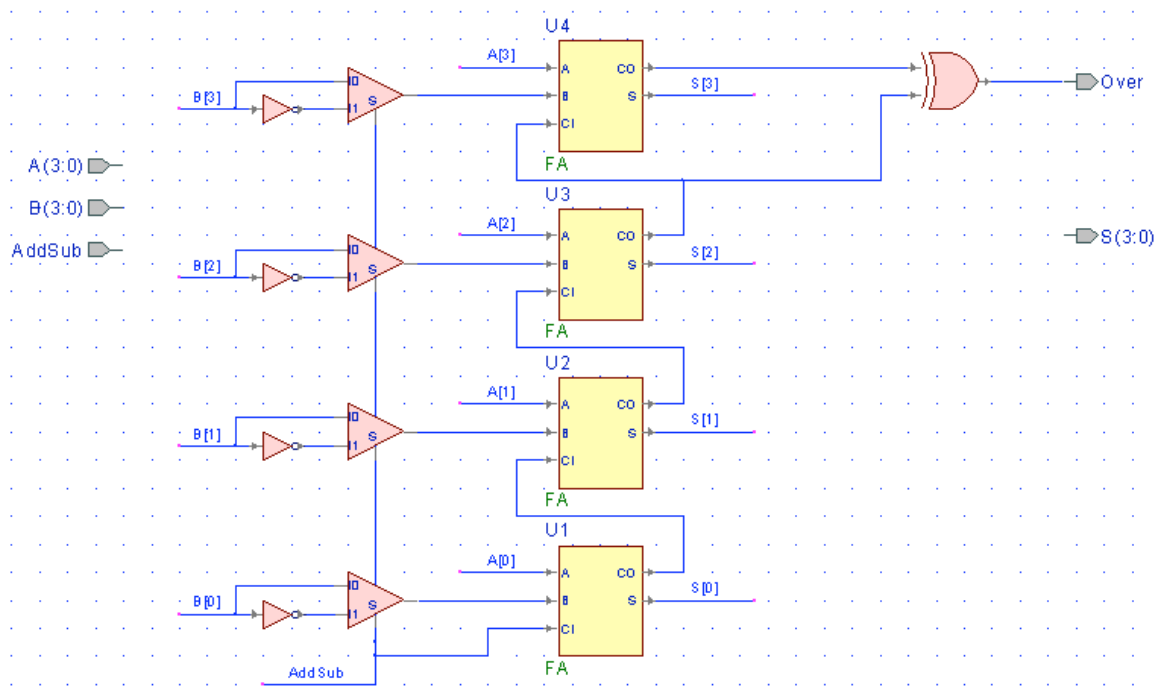 U4
A[3]
A
CO
S[3]
B
S
CI
FA
B[3]
I0
I1
S
Over
A(3:0)
B(3:0)
AddSub
S(3:0)
U3
A[2]
A
CO
S[2]
B
S
CI
FA
B[2]
I0
I1
S
U2
A[1]
A
CO
S[1]
B
S
CI
FA
B[1]
I0
I1
S
U1
A[0]
A
CO
S[0]
B
S
CI
FA
B[0]
I0
I1
S
AddSub